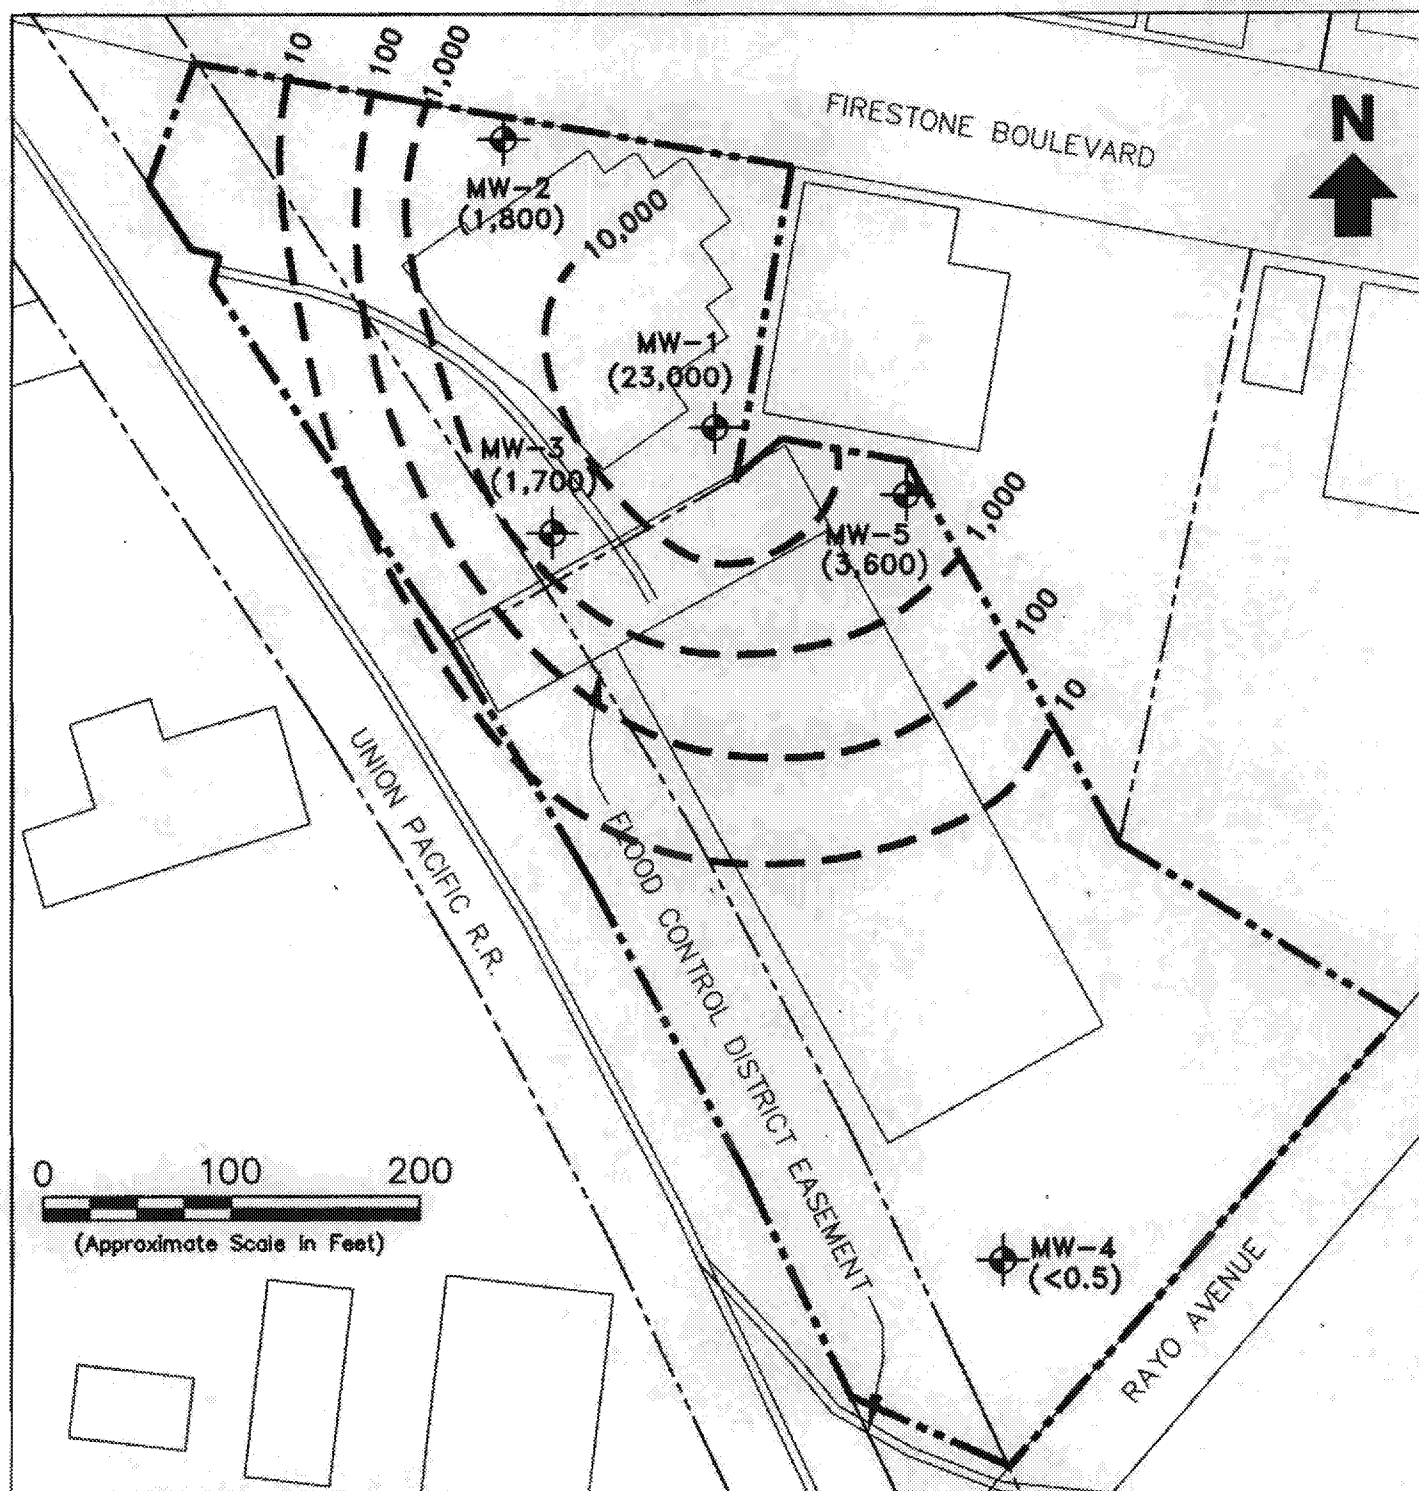 10
100
1,000
FIRESTONE BOULEVARD
N
MW-2
(1,800)
10,000
MW-1
(23,000)
MW-3
(1,700)
MW-5
(3,600)
1,000
100
10
UNION PACIFIC R.R.
FLOOD CONTROL DISTRICT EASEMENT
0 100 200
(Approximate Scale in Feet)
MW-4
(<0.5)
RAYO AVENUE